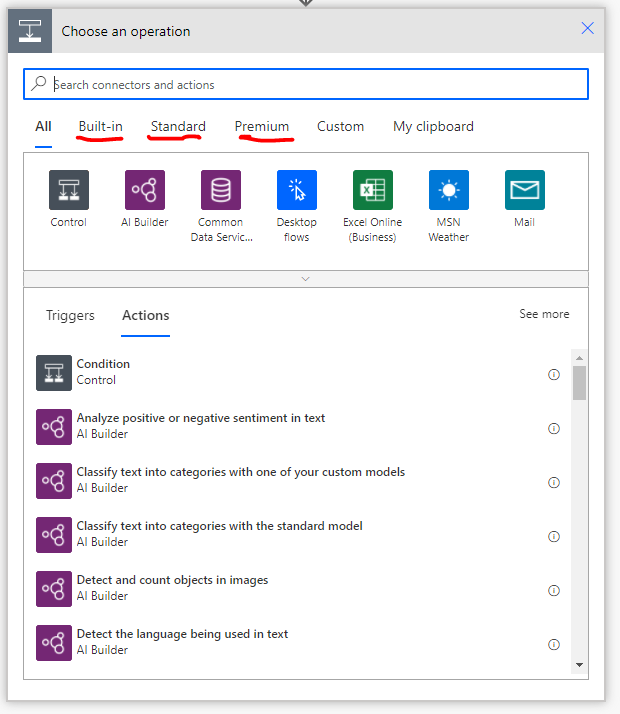 Choose an operation
Search connectors and actions
All Built-in Standard Premium Custom My clipboard
Control AI Builder Common Data Servic... Desktop flows Excel Online (Business) MSN Weather Mail
Triggers Actions See more
Condition
Control
Analyze positive or negative sentiment in text
AI Builder
Classify text into categories with one of your custom models
AI Builder
Classify text into categories with the standard model
AI Builder
Detect and count objects in images
AI Builder
Detect the language being used in text
AI Builder